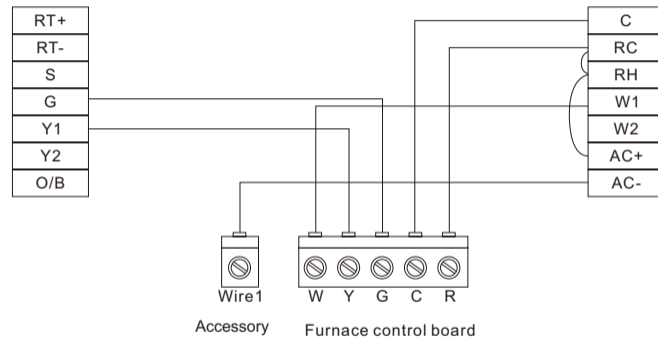 RT+
RT-
S
G
Y1
Y2
O/B
C
RC
RH
W1
W2
AC+
AC-
Wire1
W Y G C R
Accessory
Furnace control board